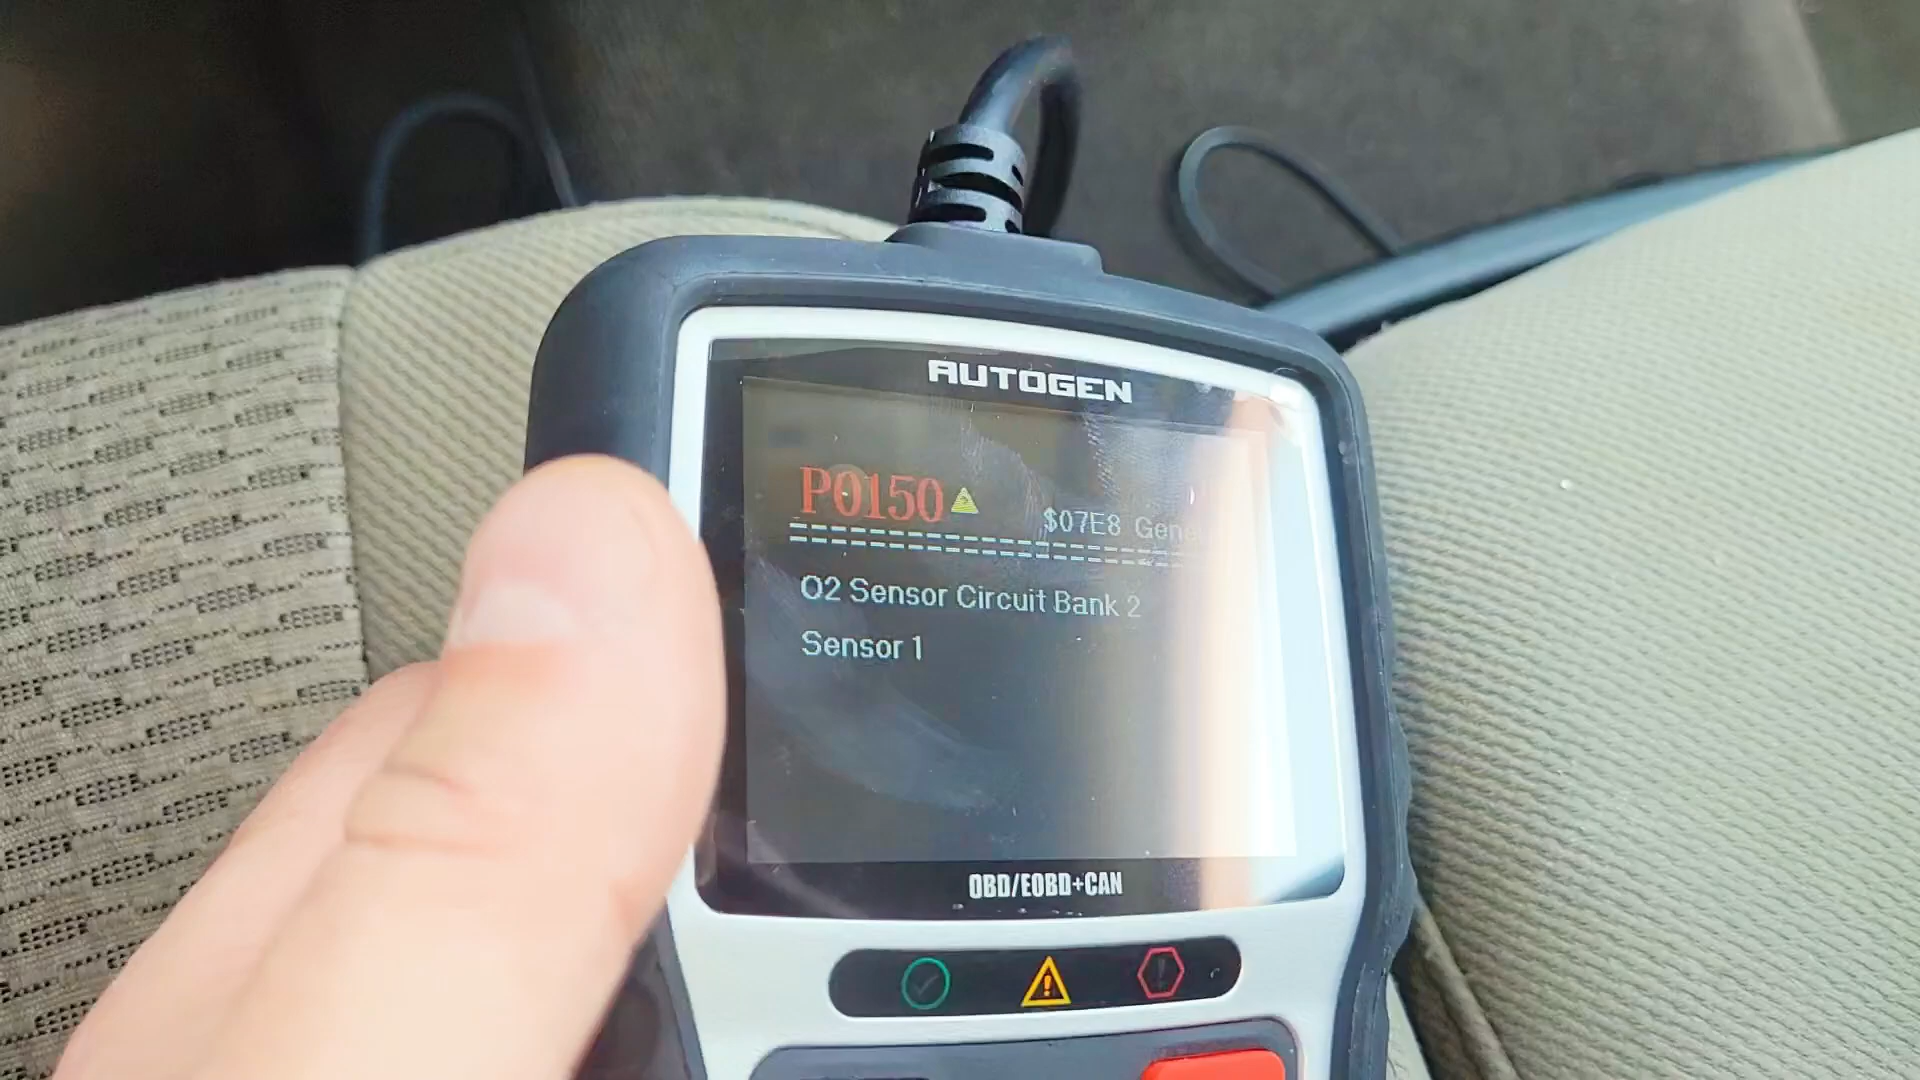 AUTOGEN
P0150
$07E8
O2 Sensor Circuit Bank 2
Sensor 1
OBD/EOBD+CAN